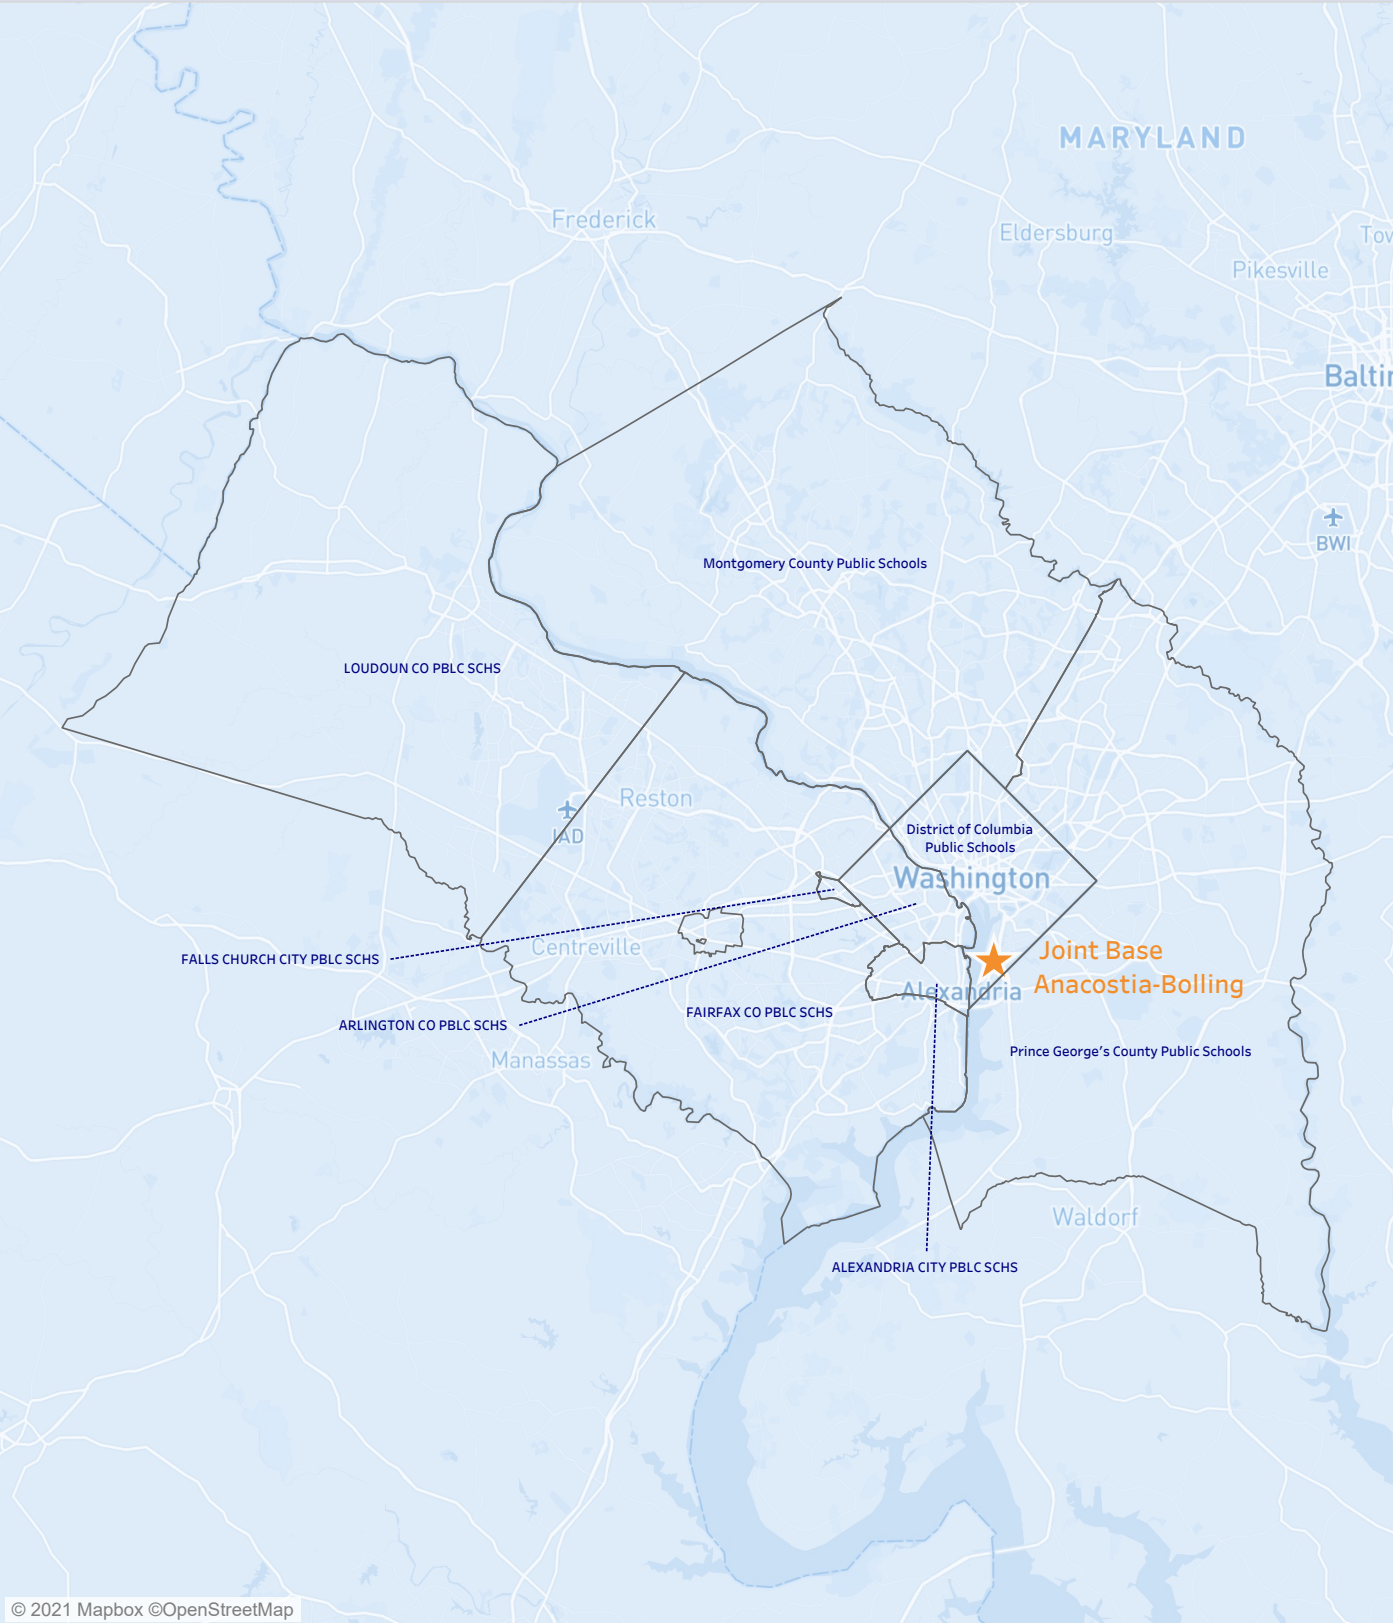 MARYLAND
Frederick
Eldersburg
Tov
Pikesville
Baltir
BWI
Montgomery County Public Schools
LOUDOUN CO PBLC SCHS
Reston
IAD
District of Columbia
Public Schools
Washington
Centreville
FALLS CHURCH CITY PBLC SCHS
Joint Base
Anacostia-Bolling
Alexandria
FAIRFAX CO PBLC SCHS
ARLINGTON CO PBLC SCHS
Manassas
Prince George's County Public Schools
Waldorf
ALEXANDRIA CITY PBLC SCHS
© 2021 Mapbox ©OpenStreetMap